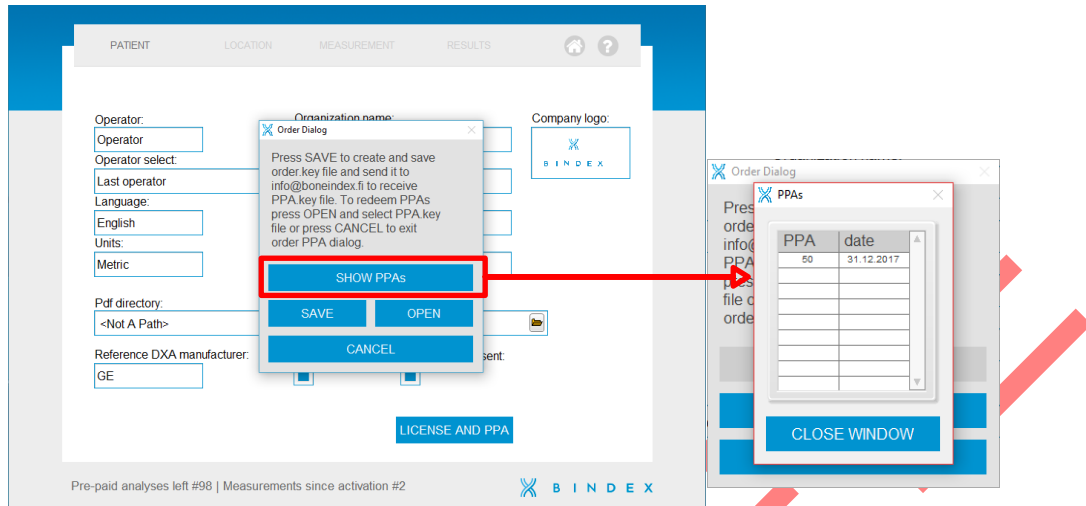 PATIENT LOCATION MEASUREMENT RESULTS ?
Operator:
Operator
Operator select:
Last operator
Language:
English
Units:
Metric
Organization name:
Company logo:
BINDEX
Order Dialog
Press SAVE to create and save
order.key file and send it to
info@boneindex.fi to receive
PPA.key file. To redeem PPAs
press OPEN and select PPA.key
file or press CANCEL to exit
order PPA dialog.
SHOW PPAs
SAVE OPEN
CANCEL
Pdf directory:
<Not A Path>
Reference DXA manufacturer:
GE
sent:
LICENSE AND PPA
Pre-paid analyses left #98 | Measurements since activation #2
BINDEX
Order Dialog
Pres
orde
info@
PPA
pres
file o
orde
PPAs
PPA date
50 31.12.2017
CLOSE WINDOW